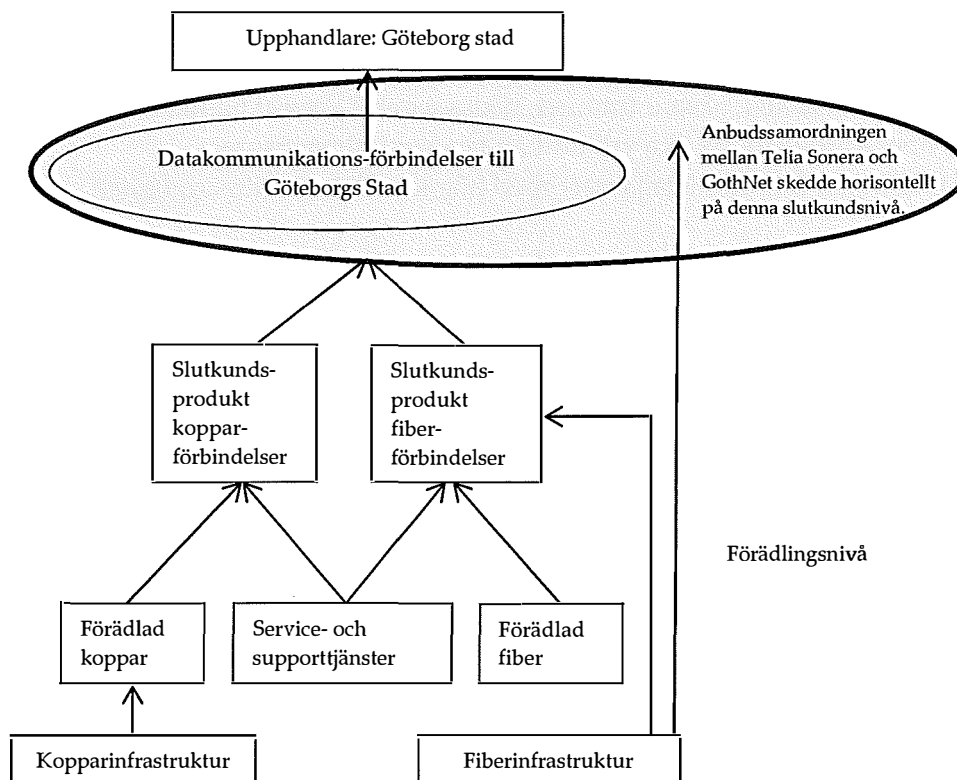 Upphandlare: Göteborg stad
Datakommunikations-förbindelser till
Göteborgs Stad
Anbudssamordningen
mellan Telia Sonera och
GothNet skedde horisontellt
på denna slutkundsnivå.
Slutkunds-
produkt
koppar-
förbindelser
Slutkunds-
produkt
fiber-
förbindelser
Förädlingsnivå
Förädlad
koppar
Service- och
supporttjänster
Förädlad
fiber
Kopparinfrastruktur
Fiberinfrastruktur